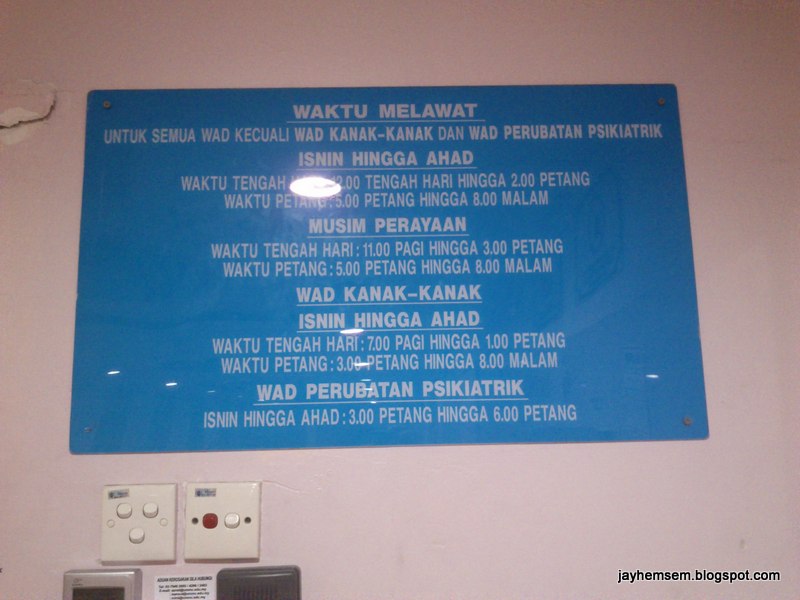 WAKTU MELAWAT
UNTUK SEMUA WAD KECUALI WAD KANAK-KANAK DAN WAD PERUBATAN PSIKIATRIK
ISNIN HINGGA AHAD
WAKTU TENGAH TENGAH HARI HINGGA 2.00 PETANG
WAKTU PETANG : 5.00 PETANG HINGGA 8.00 MALAM
MUSIM PERAYAAN
WAKTU TENGAH HARI : 11.00 PAGI HINGGA 3.00 PETANG
WAKTU PETANG : 5.00 PETANG HINGGA 8.00 MALAM
WAD KANAK-KANAK
ISNIN HINGGA AHAD
WAKTU TENGAH HARI : 7.00 PAGI HINGGA 1.00 PETANG
WAKTU PETANG : 3.00 PETANG HINGGA 8.00 MALAM
WAD PERUBATAN PSIKIATRIK
ISNIN HINGGA AHAD : 3.00 PETANG HINGGA 6.00 PETANG
ADUAN KEROSAKAN SILA HUBUNGI
jayhemsem.blogspot.com